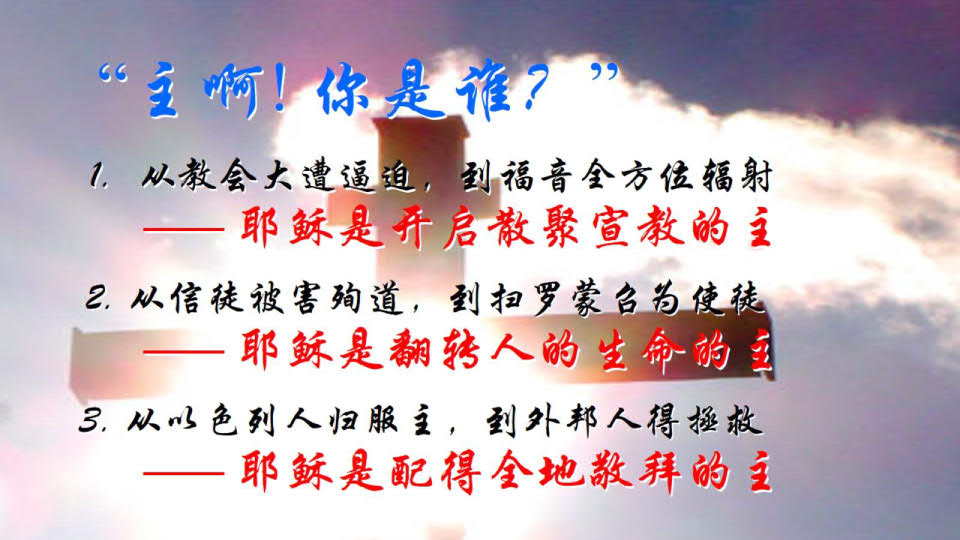 “主啊！你是谁？”
1. 从教会大遭逼迫，到福音全方位辐射
—— 耶稣是开启散聚宣教的主
2. 从信徒被害殉道，到扫罗蒙召为使徒
—— 耶稣是翻转人的生命的主
3. 从以色列人归服主，到外邦人得拯救
—— 耶稣是配得全地敬拜的主